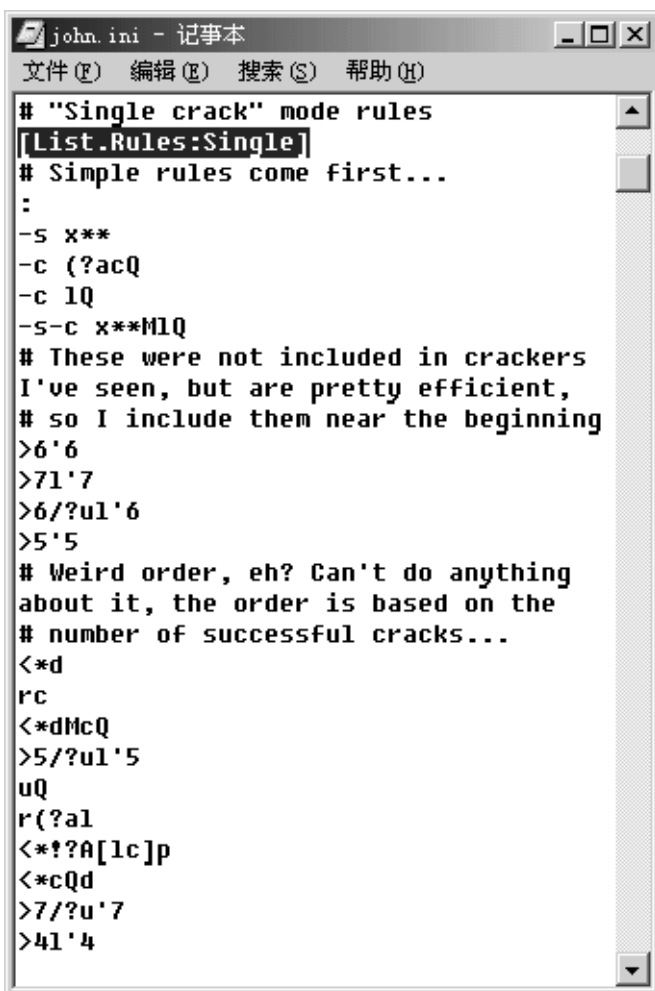 john.ini - 记事本
文件(F) 编辑(E) 搜索(S) 帮助(H)
# "Single crack" mode rules
[List.Rules:Single]
# Simple rules come first...
:
-s x**
-c (?acQ
-c lQ
-s-c x**MlQ
# These were not included in crackers
I've seen, but are pretty efficient,
# so I include them near the beginning
>6'6
>7l'7
>6/?ul'6
>5'5
# Weird order, eh? Can't do anything
about it, the order is based on the
# number of successful cracks...
<*d
rc
<*dMcQ
>5/?ul'5
uQ
r(?al
<*!?A[lc]p
<*cQd
>7/?u'7
>4l'4